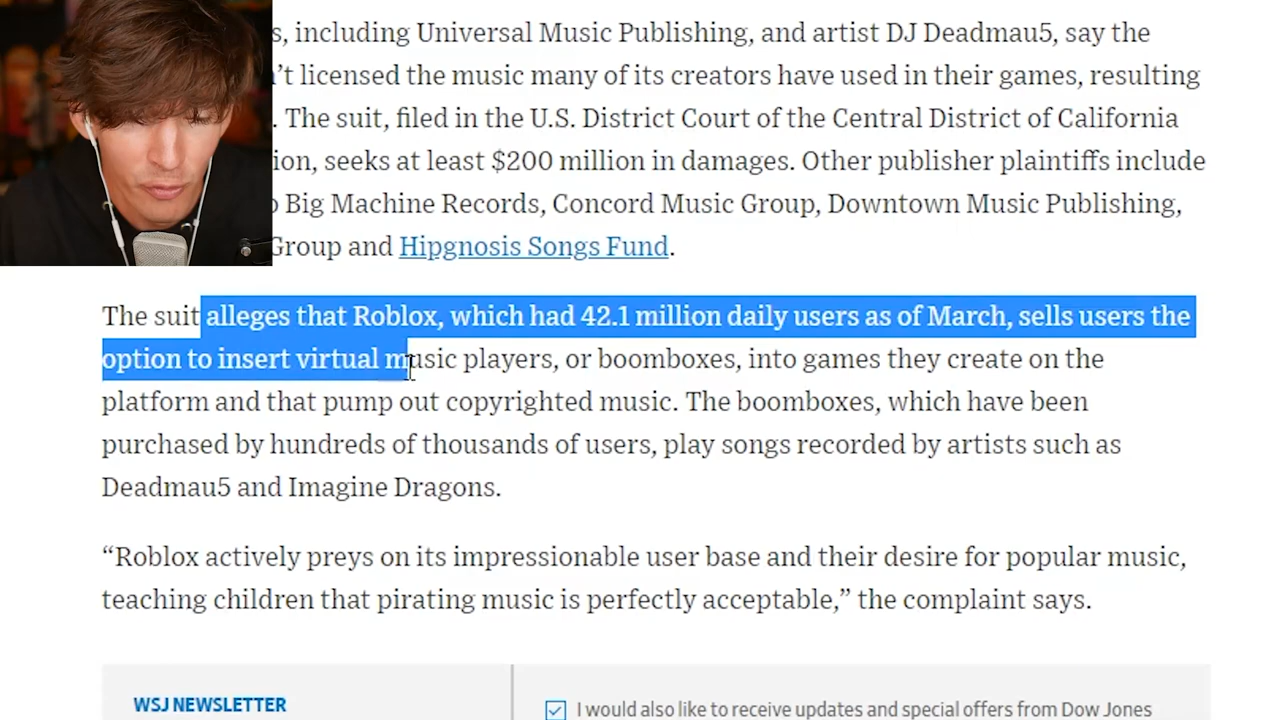 s, including Universal Music Publishing, and artist DJ Deadmau5, say the
’t licensed the music many of its creators have used in their games, resulting
. The suit, filed in the U.S. District Court of the Central District of California
ion, seeks at least $200 million in damages. Other publisher plaintiffs include
Big Machine Records, Concord Music Group, Downtown Music Publishing,
Group and Hipgnosis Songs Fund.
The suit alleges that Roblox, which had 42.1 million daily users as of March, sells users the
option to insert virtual music players, or boomboxes, into games they create on the
platform and that pump out copyrighted music. The boomboxes, which have been
purchased by hundreds of thousands of users, play songs recorded by artists such as
Deadmau5 and Imagine Dragons.
“Roblox actively preys on its impressionable user base and their desire for popular music,
teaching children that pirating music is perfectly acceptable,” the complaint says.
WSJ NEWSLETTER
I would also like to receive updates and special offers from Dow Jones